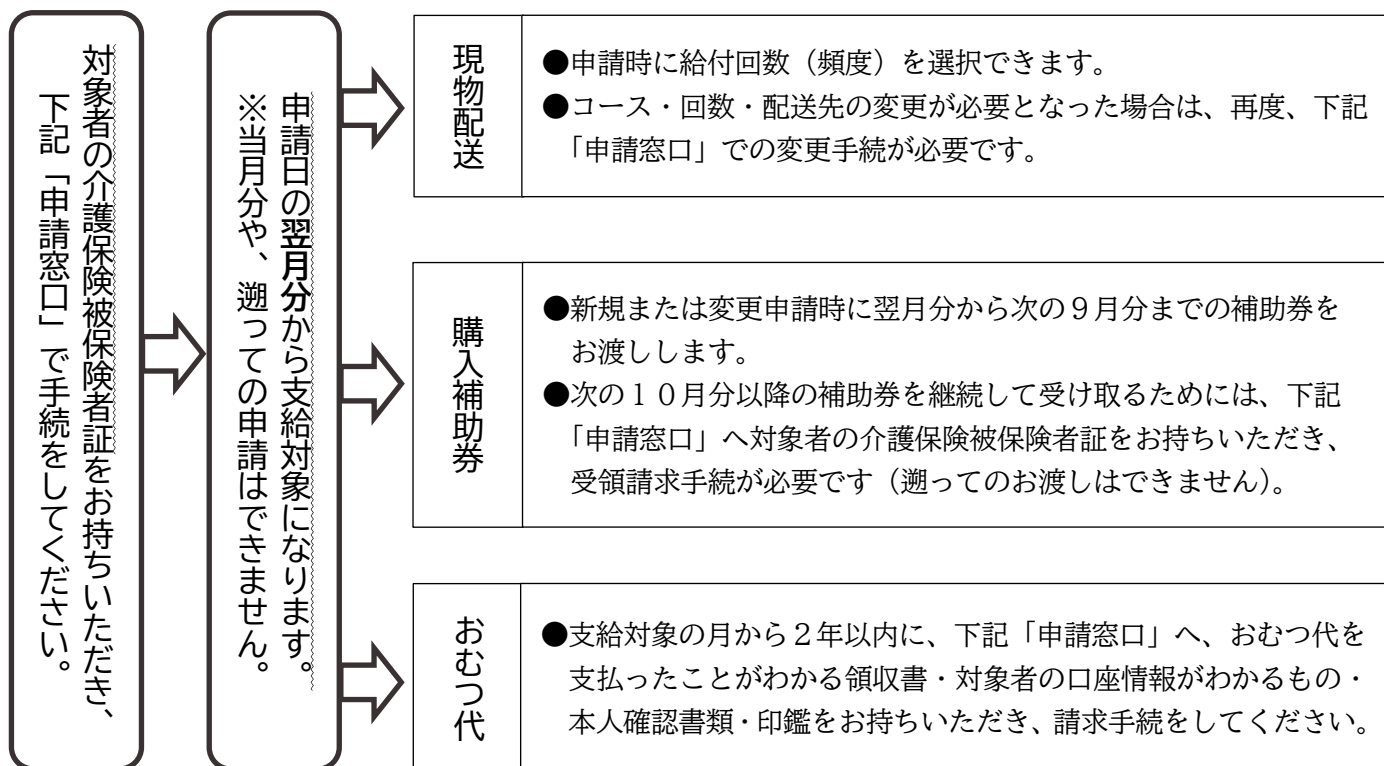 対象者の介護保険被保険者証をお持ちいただき、
下記「申請窓口」で手続をしてください。
申請日の翌月分から支給対象になります。
※当月分や、遡っての申請はできません。
現物配送
●申請時に給付回数（頻度）を選択できます。
●コース・回数・配送先の変更が必要となった場合は、再度、下記
「申請窓口」での変更手続が必要です。
購入補助券
●新規または変更申請時に翌月分から次の９月分までの補助券を
お渡しします。
●次の１０月分以降の補助券を継続して受け取るためには、下記
「申請窓口」へ対象者の介護保険被保険者証をお持ちいただき、
受領請求手続が必要です（遡ってのお渡しはできません）。
おむつ代
●支給対象の月から２年以内に、下記「申請窓口」へ、おむつ代を
支払ったことがわかる領収書・対象者の口座情報がわかるもの・
本人確認書類・印鑑をお持ちいただき、請求手続をしてください。